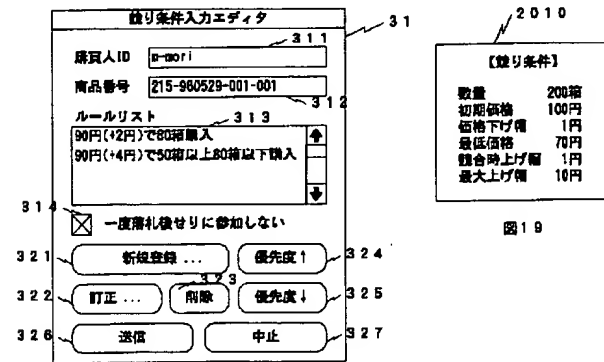 競り条件入力エディタ
31
311
購買人ID m-mori
商品番号 215-960529-001-001
312
ルールリスト 313
90円(+2円)で80箱購入
90円(+4円)で50箱以上80箱以下購入
314
一度落札後せりに参加しない
321 新規登録 ... 優先度↑ 324
323
322 訂正 ... 削除 優先度↓ 325
326 送信 中止 327
2010
【競り条件】
数量 200箱
初期価格 100円
価格下げ幅 1円
最低価格 70円
競合時上げ幅 1円
最大上げ幅 10円
図19